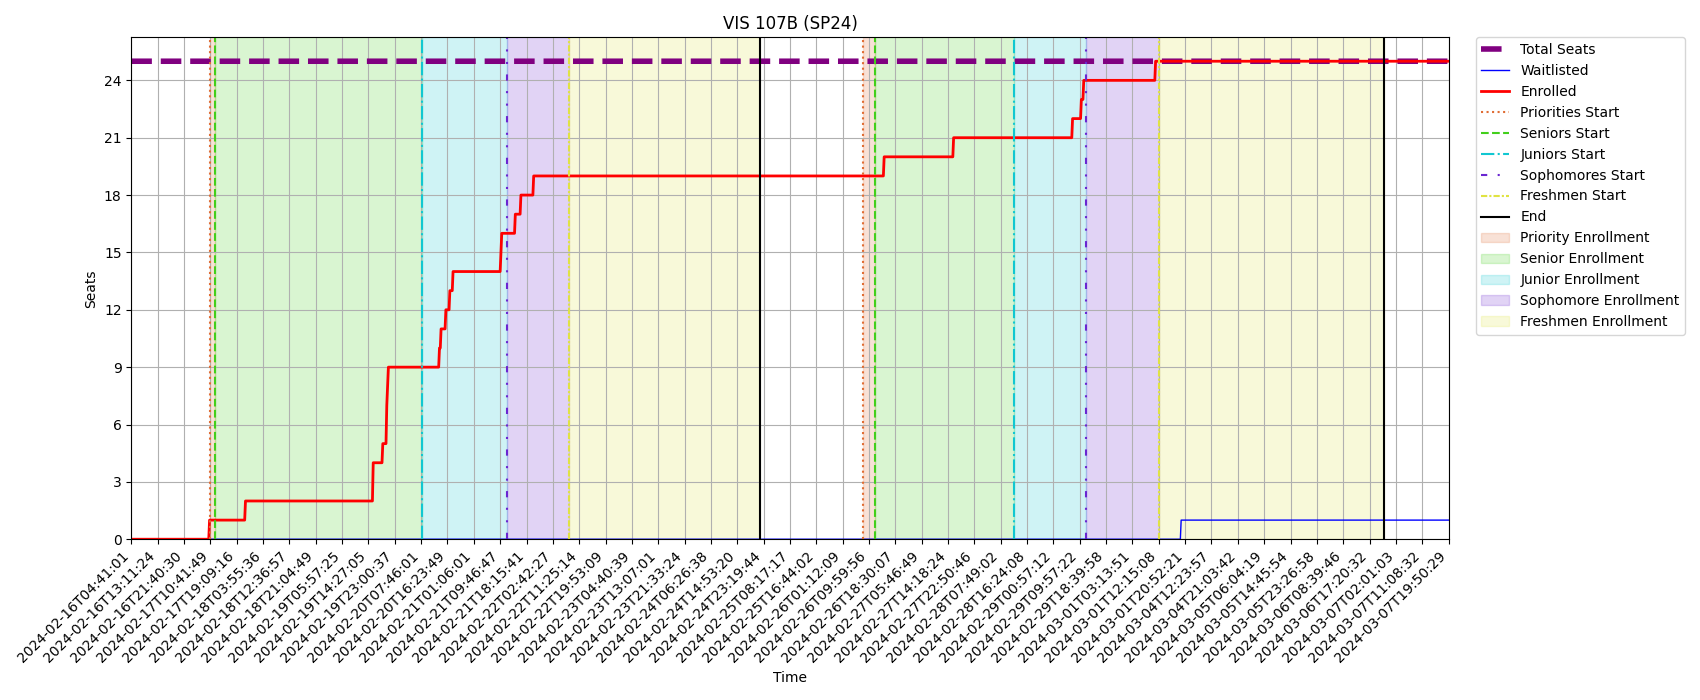 VIS 107B (SP24)
Seats
24
21
18
15
12
9
6
3
0
2024-02-16T04:41:01
2024-02-16T13:11:24
2024-02-16T21:40:30
2024-02-17T10:41:49
2024-02-17T19:09:16
2024-02-18T03:55:36
2024-02-18T12:36:57
2024-02-18T21:04:49
2024-02-19T05:57:25
2024-02-19T14:27:05
2024-02-19T23:00:37
2024-02-20T07:46:01
2024-02-20T16:23:49
2024-02-21T01:06:01
2024-02-21T09:46:47
2024-02-21T18:15:41
2024-02-22T02:42:27
2024-02-22T11:25:14
2024-02-22T19:53:09
2024-02-23T04:40:39
2024-02-23T13:07:01
2024-02-23T21:33:24
2024-02-24T06:26:38
2024-02-24T14:53:20
2024-02-24T23:19:44
2024-02-25T08:17:17
2024-02-25T16:44:02
2024-02-26T01:12:09
2024-02-26T09:59:56
2024-02-26T18:30:07
2024-02-27T05:46:49
2024-02-27T14:18:24
2024-02-27T22:50:46
2024-02-28T07:49:02
2024-02-28T16:24:08
2024-02-29T00:57:12
2024-02-29T09:57:22
2024-02-29T18:39:58
2024-03-01T03:13:51
2024-03-01T12:15:08
2024-03-01T20:52:21
2024-03-04T12:23:57
2024-03-04T21:03:42
2024-03-05T06:04:19
2024-03-05T14:45:54
2024-03-05T23:26:58
2024-03-06T08:39:46
2024-03-06T17:20:32
2024-03-07T02:01:03
2024-03-07T11:08:32
2024-03-07T19:50:29
Time
Total Seats
Waitlisted
Enrolled
Priorities Start
Seniors Start
Juniors Start
Sophomores Start
Freshmen Start
End
Priority Enrollment
Senior Enrollment
Junior Enrollment
Sophomore Enrollment
Freshmen Enrollment